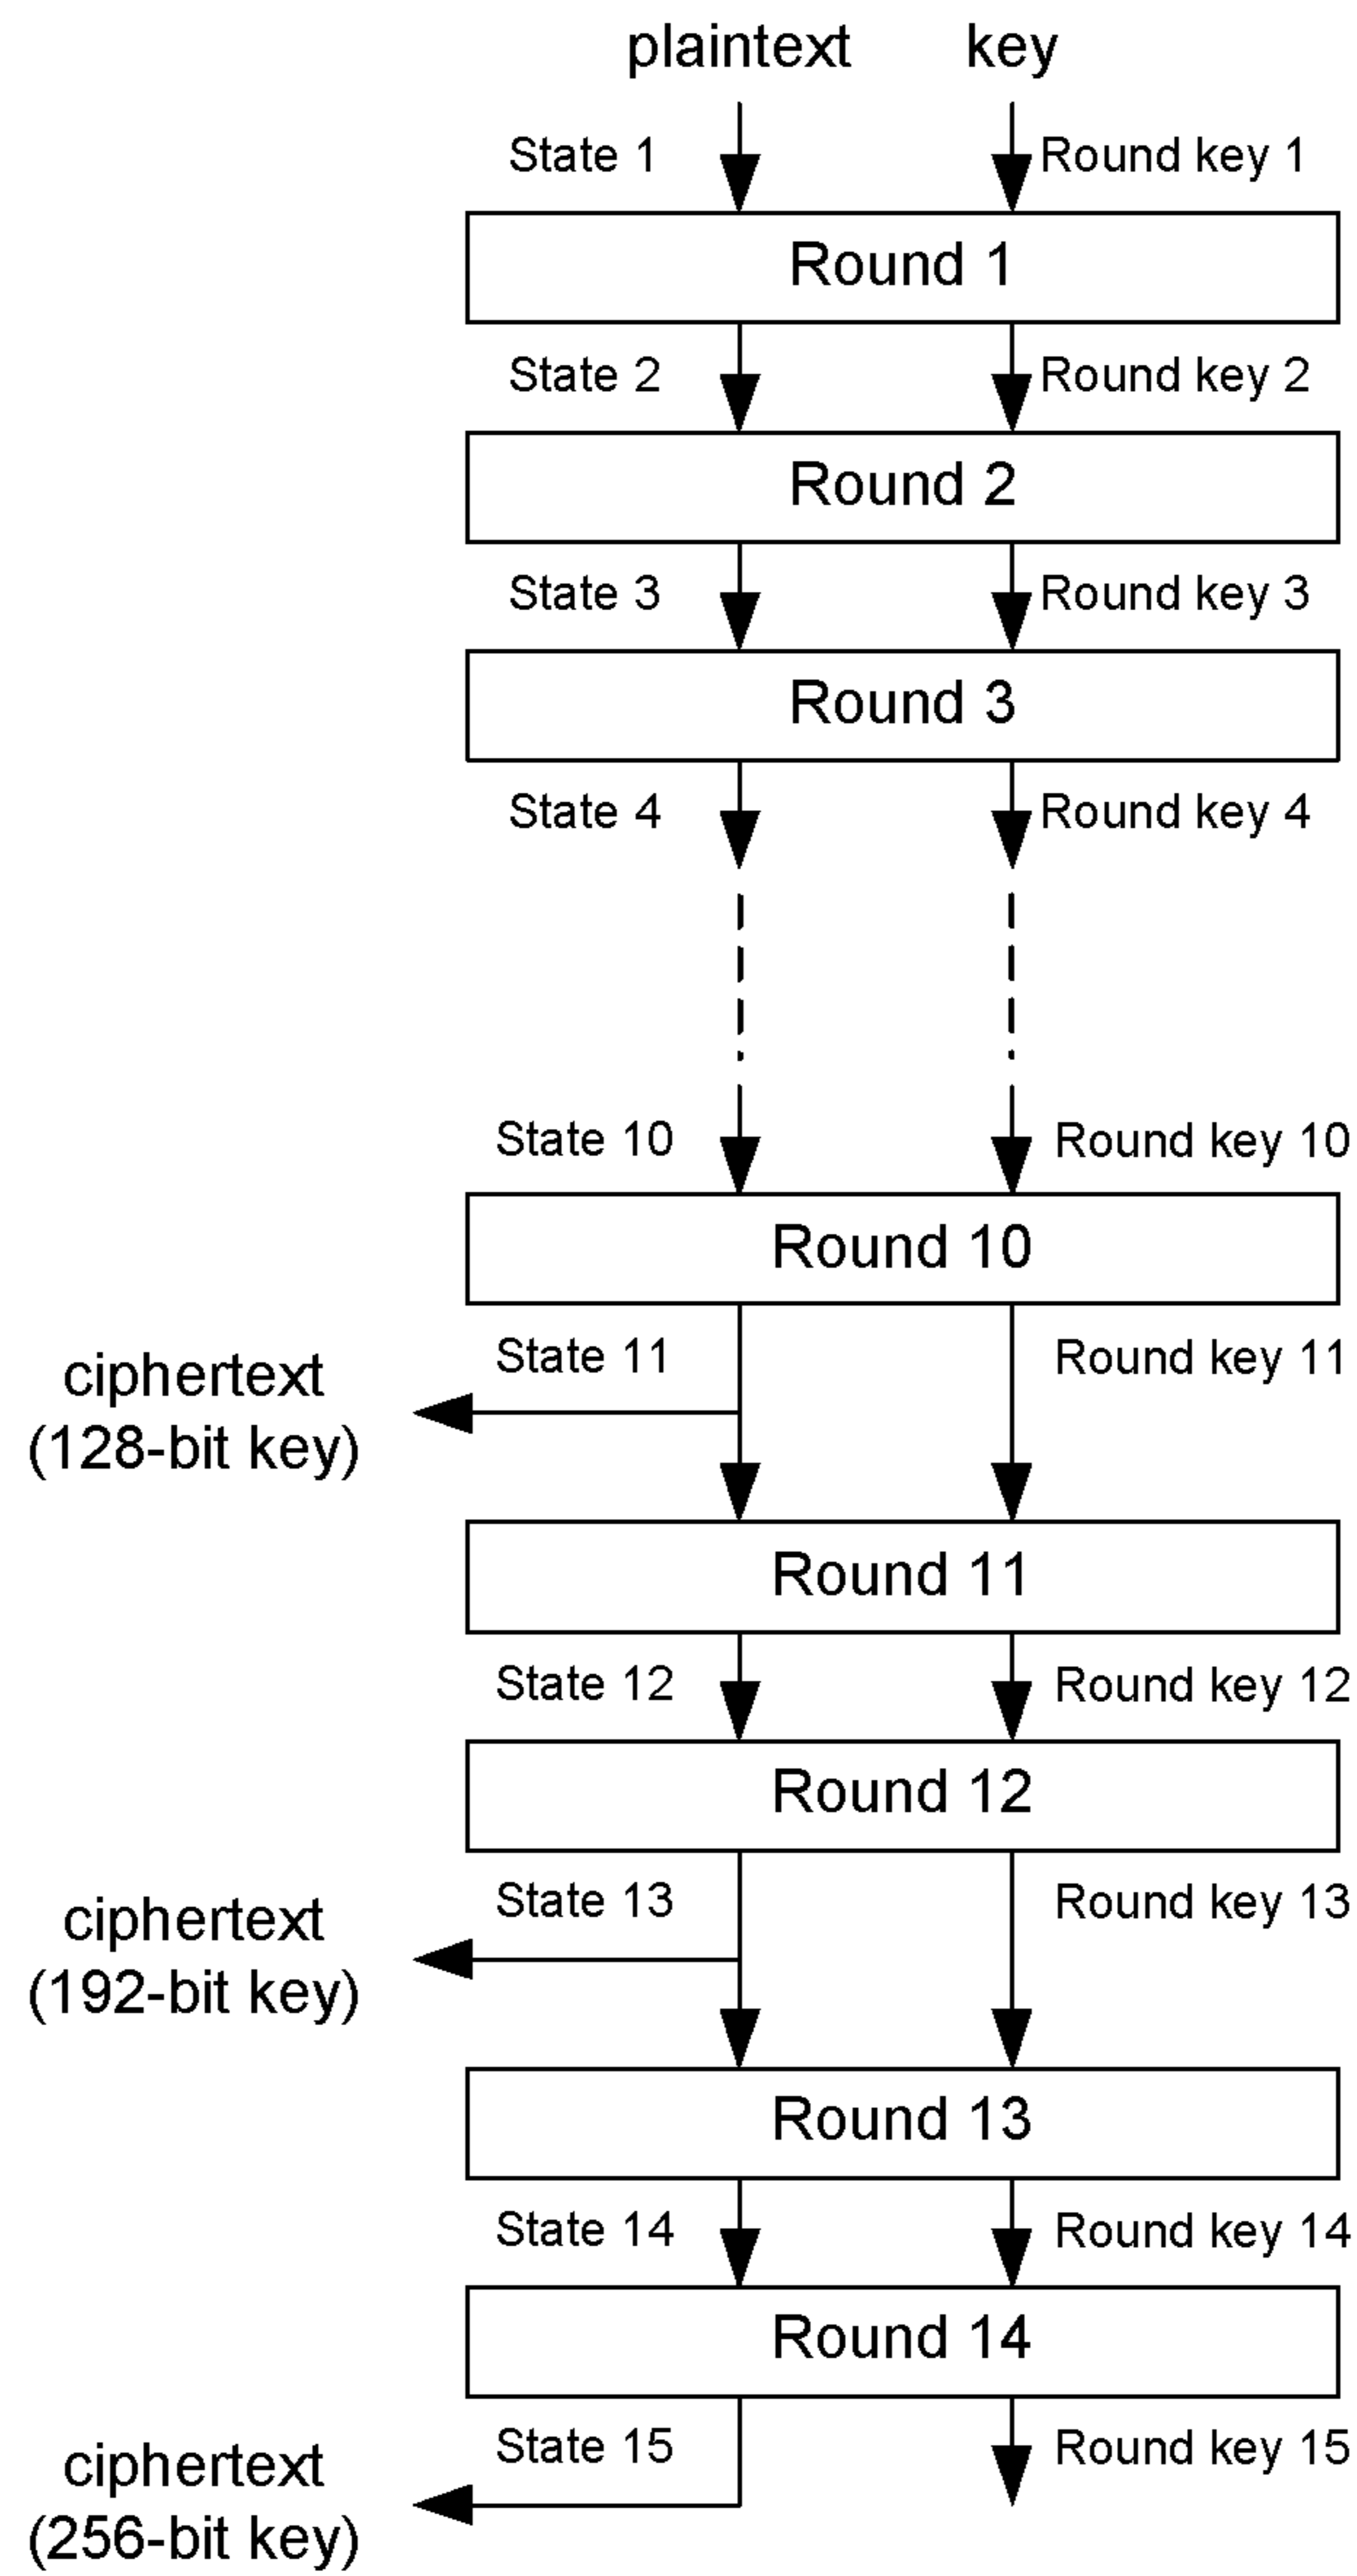 plaintext key
State 1 Round key 1
Round 1
State 2 Round key 2
Round 2
State 3 Round key 3
Round 3
State 4 Round key 4
State 10 Round key 10
Round 10
State 11 Round key 11
ciphertext
(128-bit key)
Round 11
State 12 Round key 12
Round 12
State 13 Round key 13
ciphertext
(192-bit key)
Round 13
State 14 Round key 14
Round 14
State 15 Round key 15
ciphertext
(256-bit key)